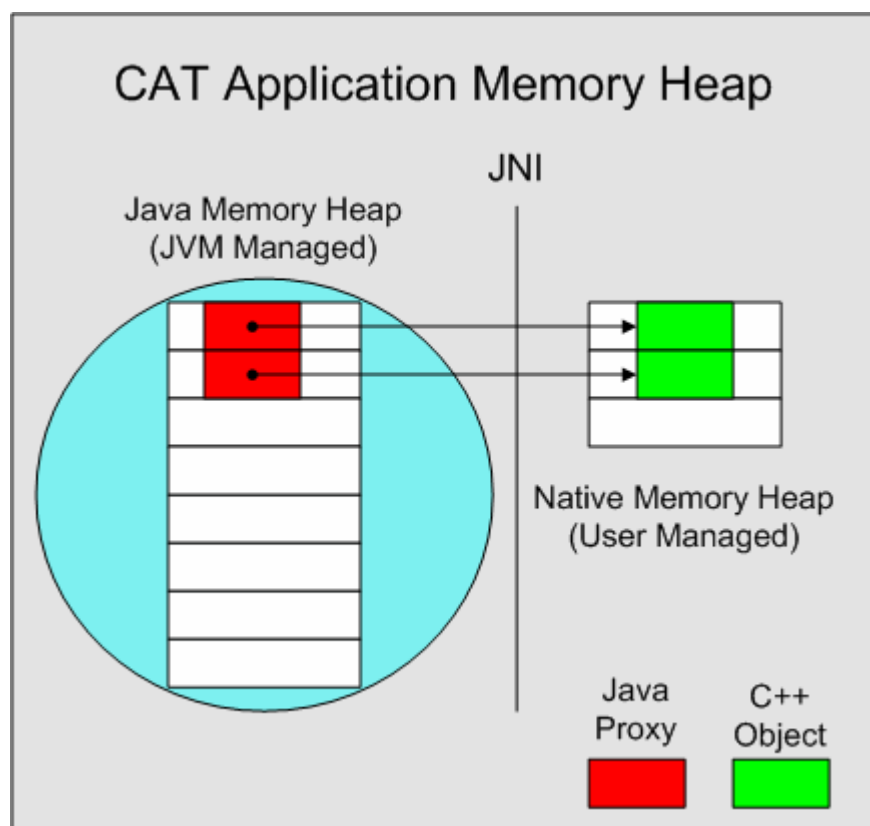 CAT Application Memory Heap
JNI
Java Memory Heap
(JVM Managed)
Native Memory Heap
(User Managed)
Java
Proxy
C++
Object